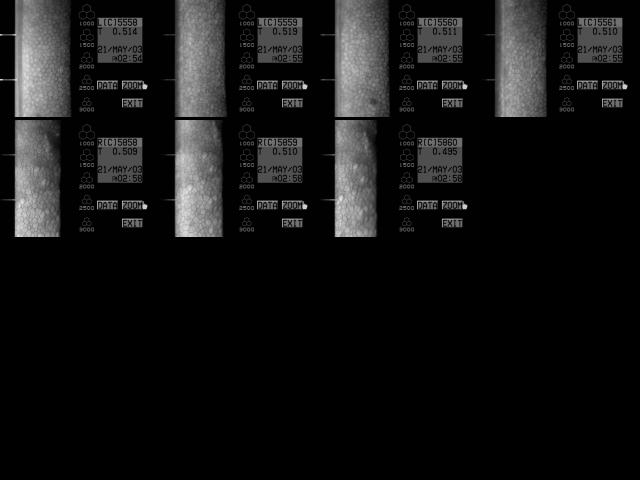 L(C)5558
T 0.514
21/MAY/03
PM02:54
1000
1500
2000
2500
3000
DATA ZOOM
EXIT
L(C)5559
T 0.519
21/MAY/03
PM02:55
1000
1500
2000
2500
3000
DATA ZOOM
EXIT
L(C)5560
T 0.511
21/MAY/03
PM02:55
1000
1500
2000
2500
3000
DATA ZOOM
EXIT
L(C)5561
T 0.510
21/MAY/03
PM02:55
1000
1500
2000
2500
3000
DATA ZOOM
EXIT
R(C)5858
T 0.509
21/MAY/03
PM02:58
1000
1500
2000
2500
3000
DATA ZOOM
EXIT
R(C)5859
T 0.510
21/MAY/03
PM02:58
1000
1500
2000
2500
3000
DATA ZOOM
EXIT
R(C)5860
T 0.495
21/MAY/03
PM02:58
1000
1500
2000
2500
3000
DATA ZOOM
EXIT